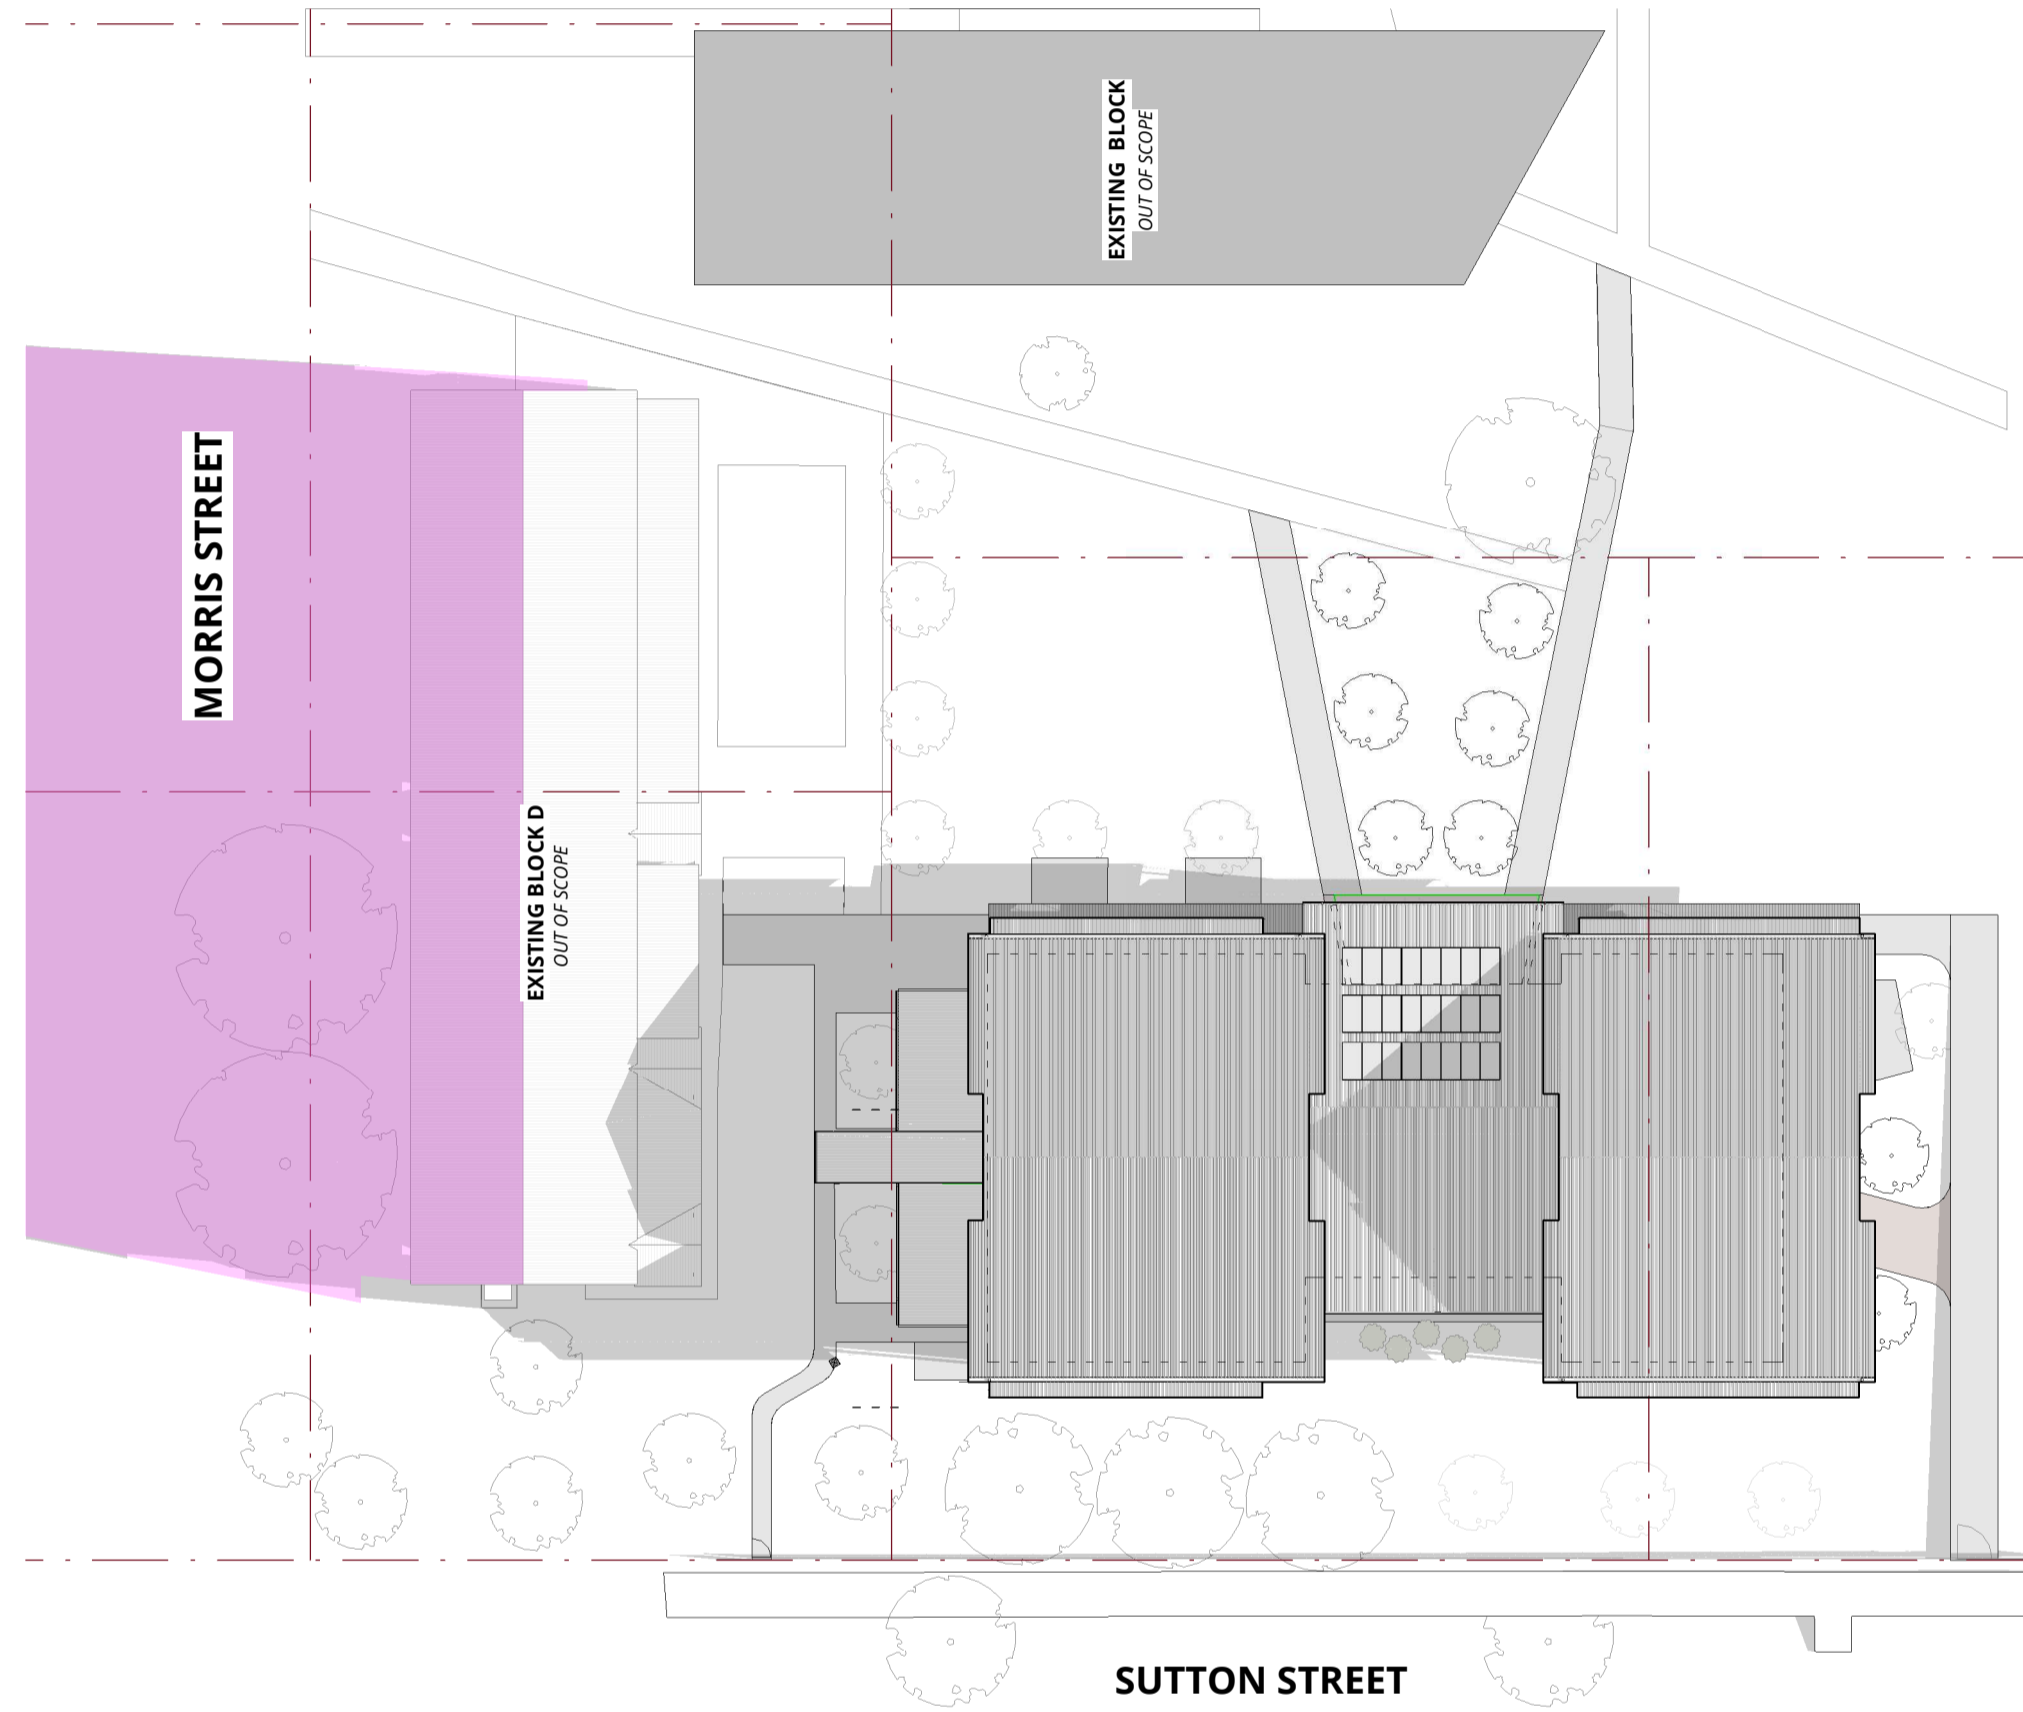 EXISTING BLOCK
OUT OF SCOPE
MORRIS STREET
EXISTING BLOCK D
OUT OF SCOPE
SUTTON STREET